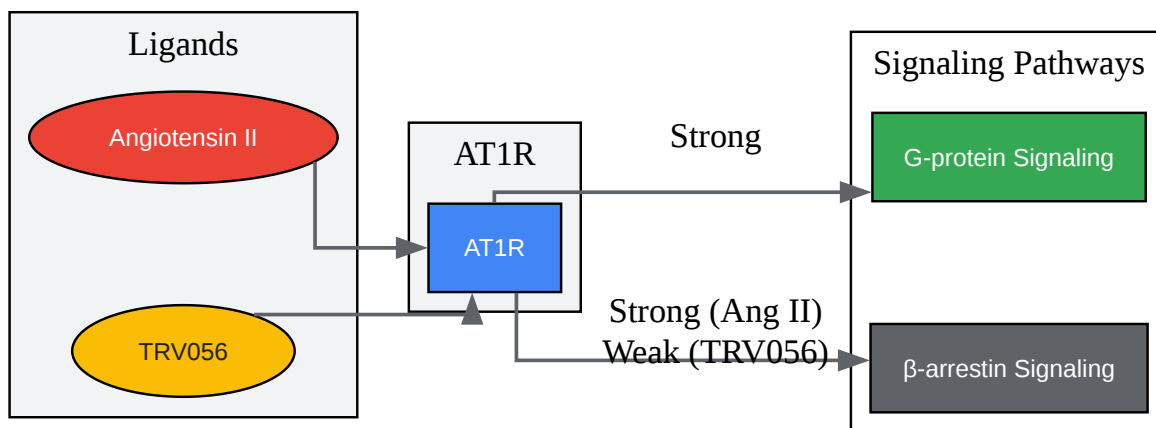 Ligands
Angiotensin II
TRV056
AT1R
AT1R
Strong
Strong (Ang II)
Weak (TRV056)
Signaling Pathways
G-protein Signaling
β-arrestin Signaling